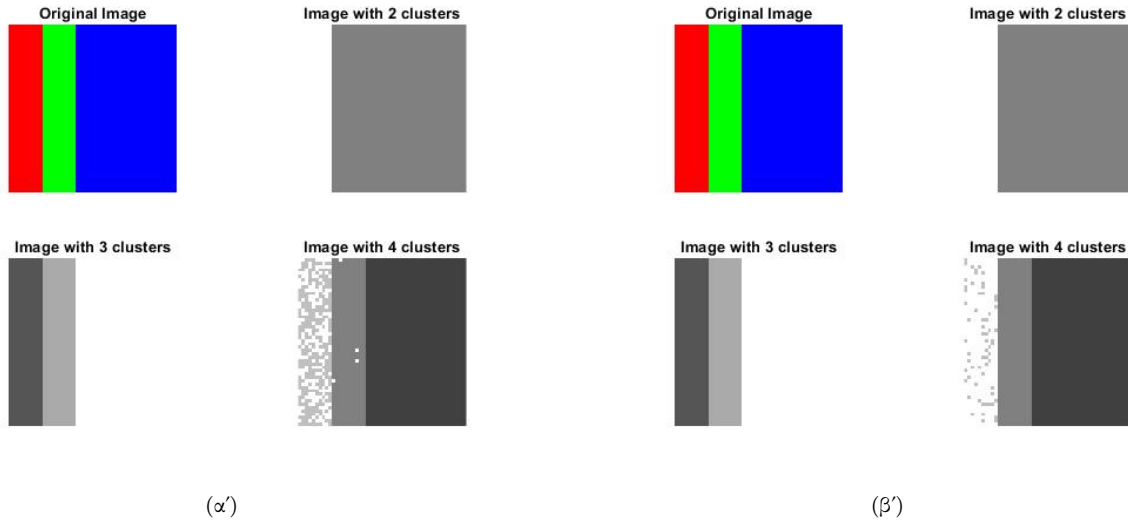 Original Image
Image with 2 clusters
Original Image
Image with 2 clusters
Image with 3 clusters
Image with 4 clusters
Image with 3 clusters
Image with 4 clusters
(α′)
(β′)